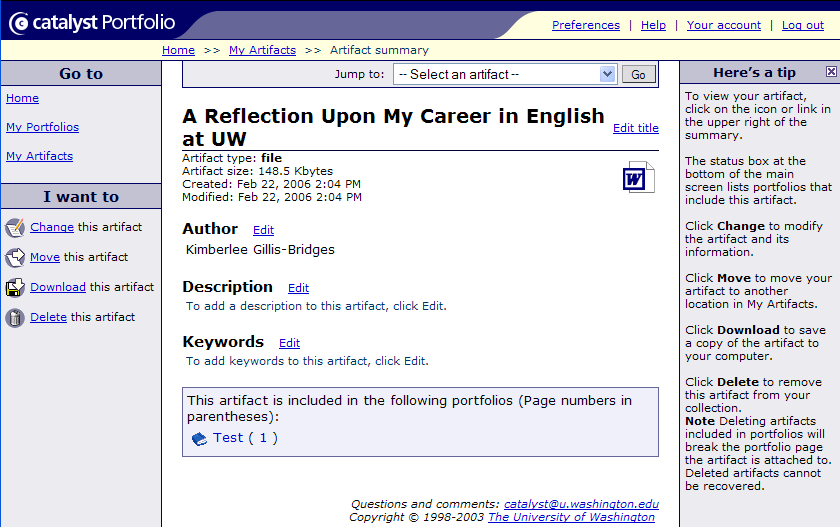 catalyst Portfolio
Preferences | Help | Your account | Log out
Home >> My Artifacts >> Artifact summary
Go to
Home
My Portfolios
My Artifacts
I want to
Change this artifact
Move this artifact
Download this artifact
Delete this artifact
Jump to: -- Select an artifact -- Go
A Reflection Upon My Career in English
at UW
Edit title
Artifact type: file
Artifact size: 148.5 Kbytes
Created: Feb 22, 2006 2:04 PM
Modified: Feb 22, 2006 2:04 PM
W
Author Edit
Kimberlee Gillis-Bridges
Description Edit
To add a description to this artifact, click Edit.
Keywords Edit
To add keywords to this artifact, click Edit.
This artifact is included in the following portfolios (Page numbers in
parentheses):
Test ( 1 )
Questions and comments: catalyst@u.washington.edu
Copyright © 1998-2003 The University of Washington
Here's a tip
To view your artifact,
click on the icon or link in
the upper right of the
summary.
The status box at the
bottom of the main
screen lists portfolios that
include this artifact.
Click Change to modify
the artifact and its
information.
Click Move to move your
artifact to another
location in My Artifacts.
Click Download to save
a copy of the artifact to
your computer.
Click Delete to remove
this artifact from your
collection.
Note Deleting artifacts
included in portfolios will
break the portfolio page
the artifact is attached to.
Deleted artifacts cannot
be recovered.